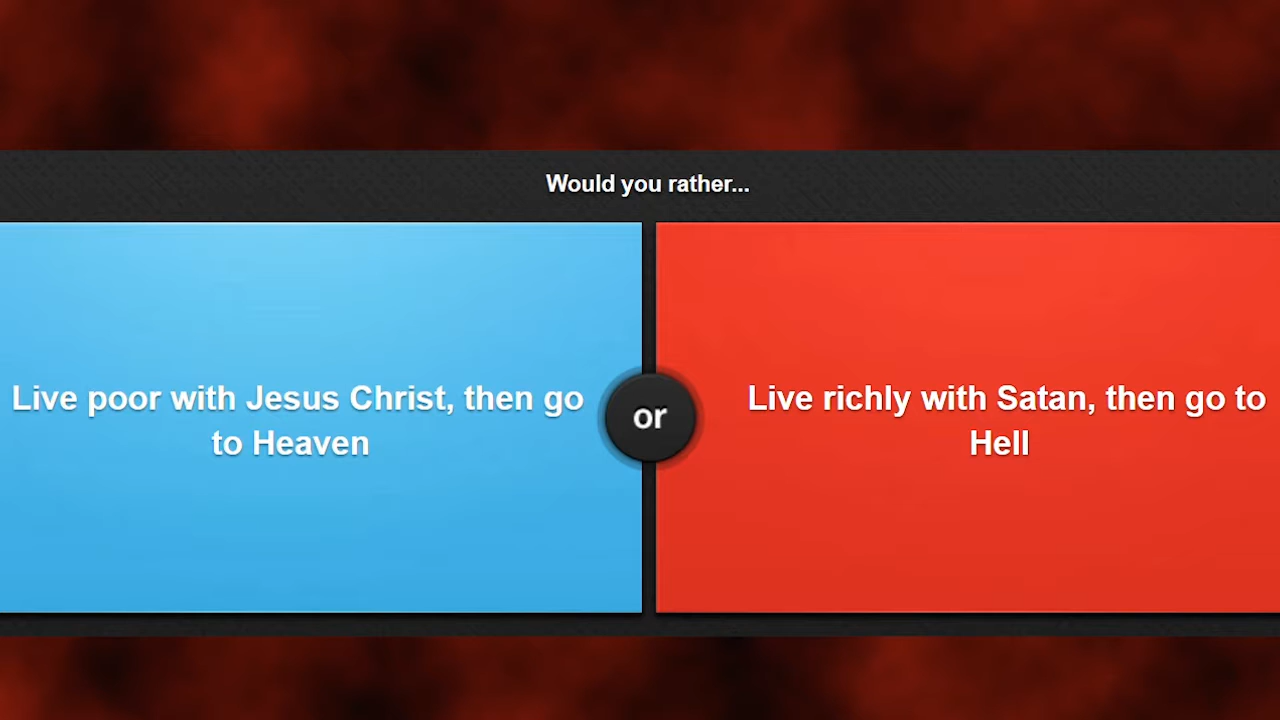 Would you rather...
Live poor with Jesus Christ, then go
to Heaven
or
Live richly with Satan, then go to
Hell